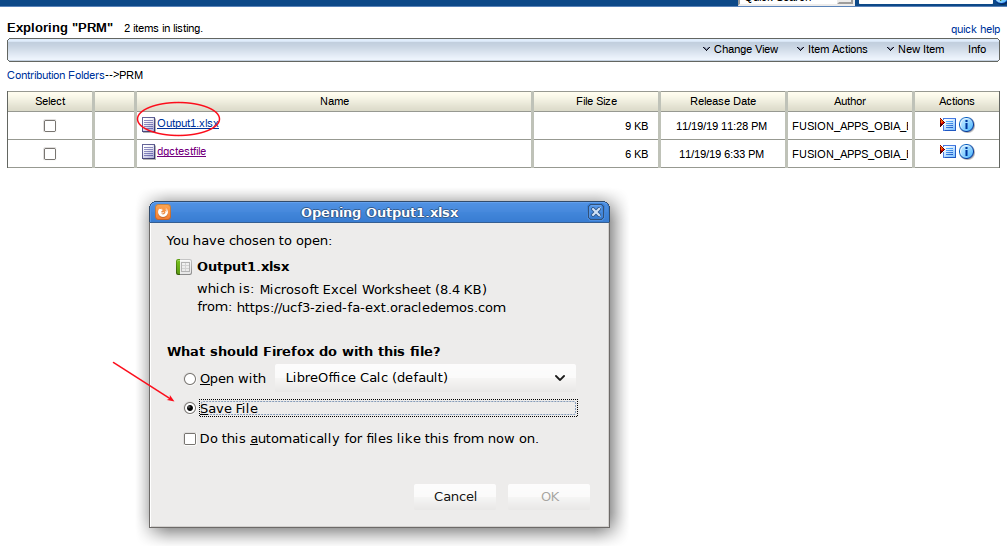 Quick Search
Exploring "PRM" 2 items in listing.
quick help
Change View Item Actions New Item Info
Contribution Folders-->PRM
Select Name File Size Release Date Author Actions
Output1.xlsx 9 KB 11/19/19 11:28 PM FUSION_APPS_OBIA_
dgctestfile 6 KB 11/19/19 6:33 PM FUSION_APPS_OBIA_
Opening Output1.xlsx
You have chosen to open:
Output1.xlsx
which is: Microsoft Excel Worksheet (8.4 KB)
from: https://ucf3-zied-fa-ext.oracledemos.com
What should Firefox do with this file?
Open with LibreOffice Calc (default)
Save File
Do this automatically for files like this from now on.
Cancel OK